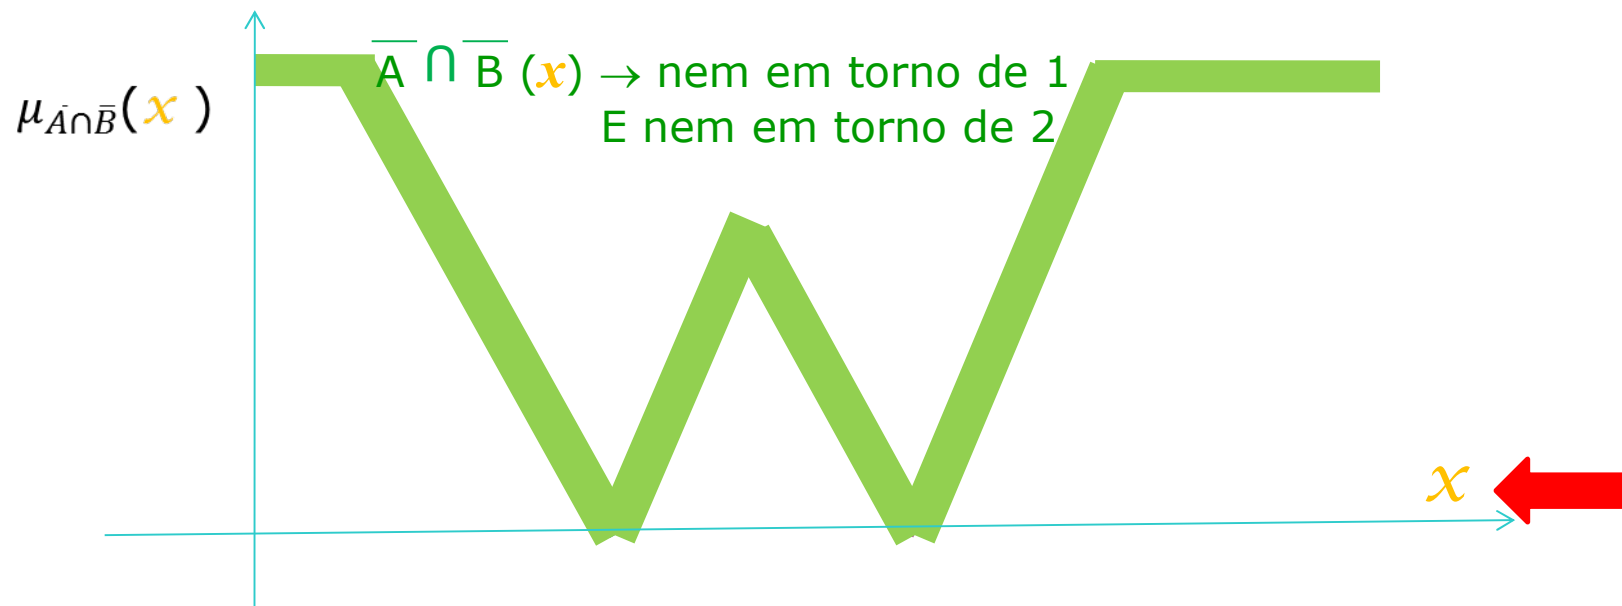 A̅ ∩ B̅ (x) → nem em torno de 1
E nem em torno de 2
μ_{A̅∩B̅}(x )
x